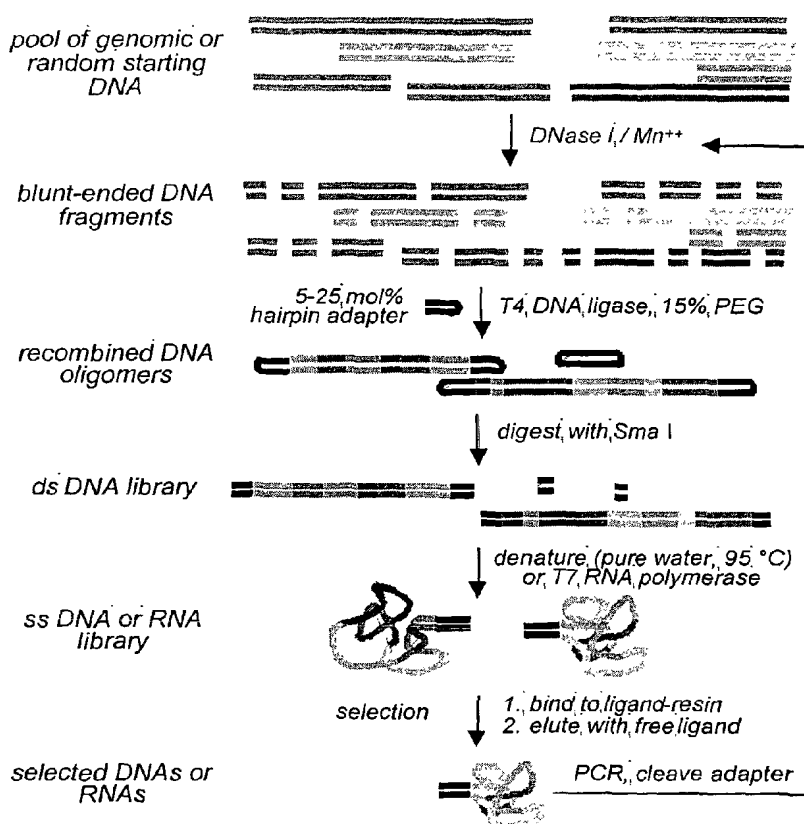 pool of genomic or
random starting
DNA
DNase I / Mn++
blunt-ended DNA
fragments
5-25 mol%
hairpin adapter
T4 DNA ligase, 15% PEG
recombined DNA
oligomers
digest with Sma I
ds DNA library
denature (pure water, 95 °C)
or T7 RNA polymerase
ss DNA or RNA
library
selection
1. bind to ligand-resin
2. elute with free ligand
selected DNAs or
RNAs
PCR, cleave adapter